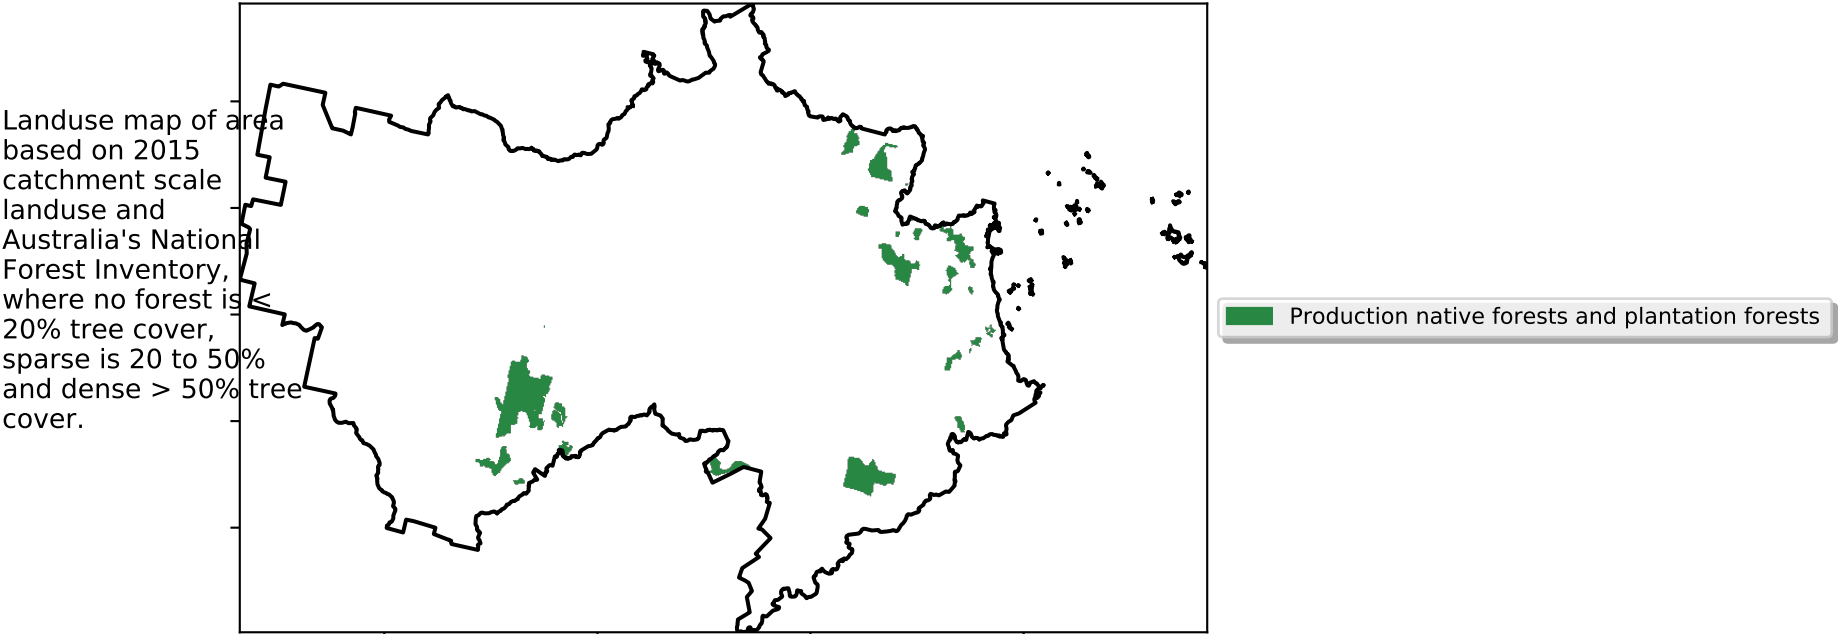 Landuse map of area
based on 2015
catchment scale
landuse and
Australia's National
Forest Inventory,
where no forest is <
20% tree cover,
sparse is 20 to 50%
and dense > 50% tree
cover.
Production native forests and plantation forests